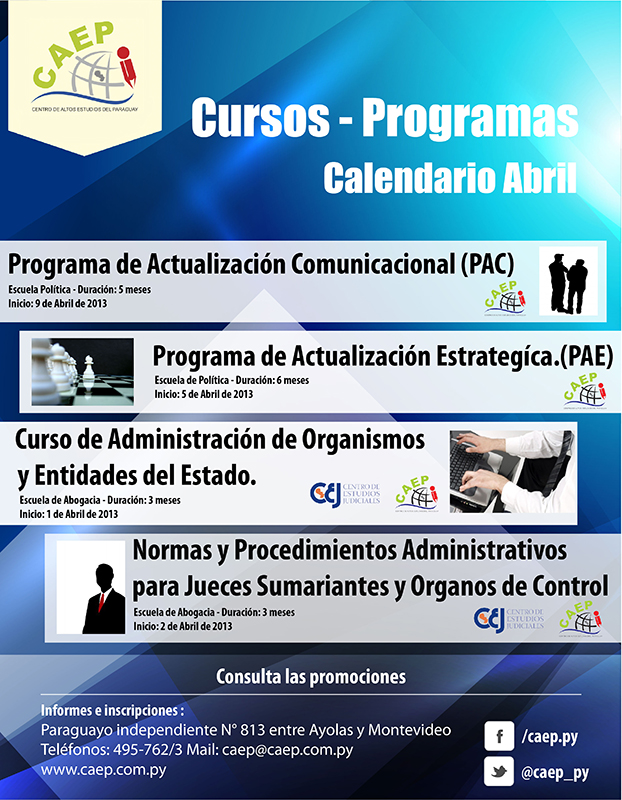 CAEP
CENTRO DE ALTOS ESTUDIOS DEL PARAGUAY
Cursos - Programas
Calendario Abril
Programa de Actualización Comunicacional (PAC)
Escuela Política - Duración: 5 meses
Inicio: 9 de Abril de 2013
CAEP
Programa de Actualización Estrategíca.(PAE)
Escuela de Política - Duración: 6 meses
Inicio: 5 de Abril de 2013
CAEP
Curso de Administración de Organismos
y Entidades del Estado.
Escuela de Abogacia - Duración: 3 meses
Inicio: 1 de Abril de 2013
CEJ CENTRO DE
ESTUDIOS
JUDICIALES
CAEP
Normas y Procedimientos Administrativos
para Jueces Sumariantes y Organos de Control
Escuela de Abogacia - Duración: 3 meses
Inicio: 2 de Abril de 2013
CEJ CENTRO DE
ESTUDIOS
JUDICIALES
CAEP
Consulta las promociones
Informes e inscripciones :
Paraguayo independiente N° 813 entre Ayolas y Montevideo
Teléfonos: 495-762/3 Mail: caep@caep.com.py
www.caep.com.py
f /caep.py
@caep_py